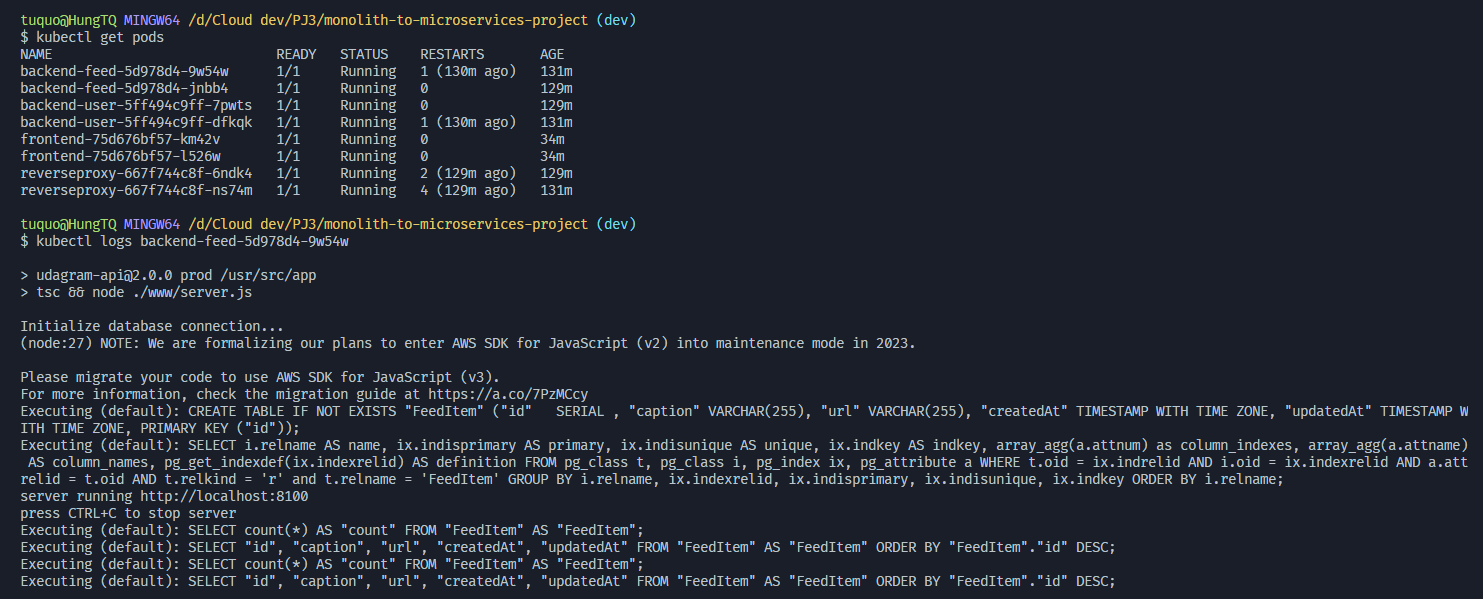 tuquo@HungTQ MINGW64 /d/Cloud dev/PJ3/monolith-to-microservices-project (dev)
$ kubectl get pods
NAME                            READY   STATUS    RESTARTS       AGE
backend-feed-5d978d4-9w54w      1/1     Running   1 (130m ago)   131m
backend-feed-5d978d4-jnbb4      1/1     Running   0              129m
backend-user-5ff494c9ff-7pwts   1/1     Running   0              129m
backend-user-5ff494c9ff-dfkqk   1/1     Running   1 (130m ago)   131m
frontend-75d676bf57-km42v       1/1     Running   0              34m
frontend-75d676bf57-l526w       1/1     Running   0              34m
reverseproxy-667f744c8f-6ndk4   1/1     Running   2 (129m ago)   129m
reverseproxy-667f744c8f-ns74m   1/1     Running   4 (129m ago)   131m
tuquo@HungTQ MINGW64 /d/Cloud dev/PJ3/monolith-to-microservices-project (dev)
$ kubectl logs backend-feed-5d978d4-9w54w
> udagram-api@2.0.0 prod /usr/src/app
> tsc && node ./www/server.js
Initialize database connection...
(node:27) NOTE: We are formalizing our plans to enter AWS SDK for JavaScript (v2) into maintenance mode in 2023.
Please migrate your code to use AWS SDK for JavaScript (v3).
For more information, check the migration guide at https://a.co/7PzMCcy
Executing (default): CREATE TABLE IF NOT EXISTS "FeedItem" ("id"   SERIAL , "caption" VARCHAR(255), "url" VARCHAR(255), "createdAt" TIMESTAMP WITH TIME ZONE, "updatedAt" TIMESTAMP W
ITH TIME ZONE, PRIMARY KEY ("id"));
Executing (default): SELECT i.relname AS name, ix.indisprimary AS primary, ix.indisunique AS unique, ix.indkey AS indkey, array_agg(a.attnum) as column_indexes, array_agg(a.attname)
 AS column_names, pg_get_indexdef(ix.indexrelid) AS definition FROM pg_class t, pg_class i, pg_index ix, pg_attribute a WHERE t.oid = ix.indrelid AND i.oid = ix.indexrelid AND a.att
relid = t.oid AND t.relkind = 'r' and t.relname = 'FeedItem' GROUP BY i.relname, ix.indexrelid, ix.indisprimary, ix.indisunique, ix.indkey ORDER BY i.relname;
server running http://localhost:8100
press CTRL+C to stop server
Executing (default): SELECT count(*) AS "count" FROM "FeedItem" AS "FeedItem";
Executing (default): SELECT "id", "caption", "url", "createdAt", "updatedAt" FROM "FeedItem" AS "FeedItem" ORDER BY "FeedItem"."id" DESC;
Executing (default): SELECT count(*) AS "count" FROM "FeedItem" AS "FeedItem";
Executing (default): SELECT "id", "caption", "url", "createdAt", "updatedAt" FROM "FeedItem" AS "FeedItem" ORDER BY "FeedItem"."id" DESC;